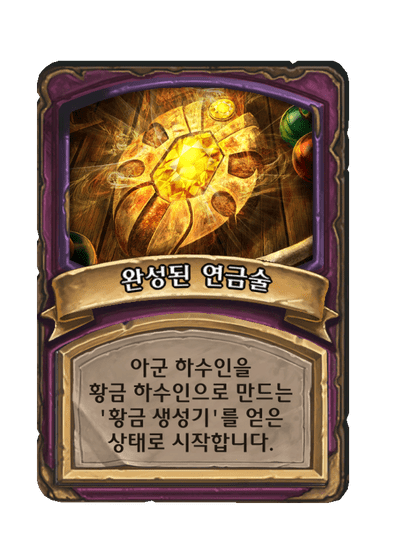 완성된 연금술
아군 하수인을
황금 하수인으로 만드는
'황금 생성기'를 얻은
상태로 시작합니다.